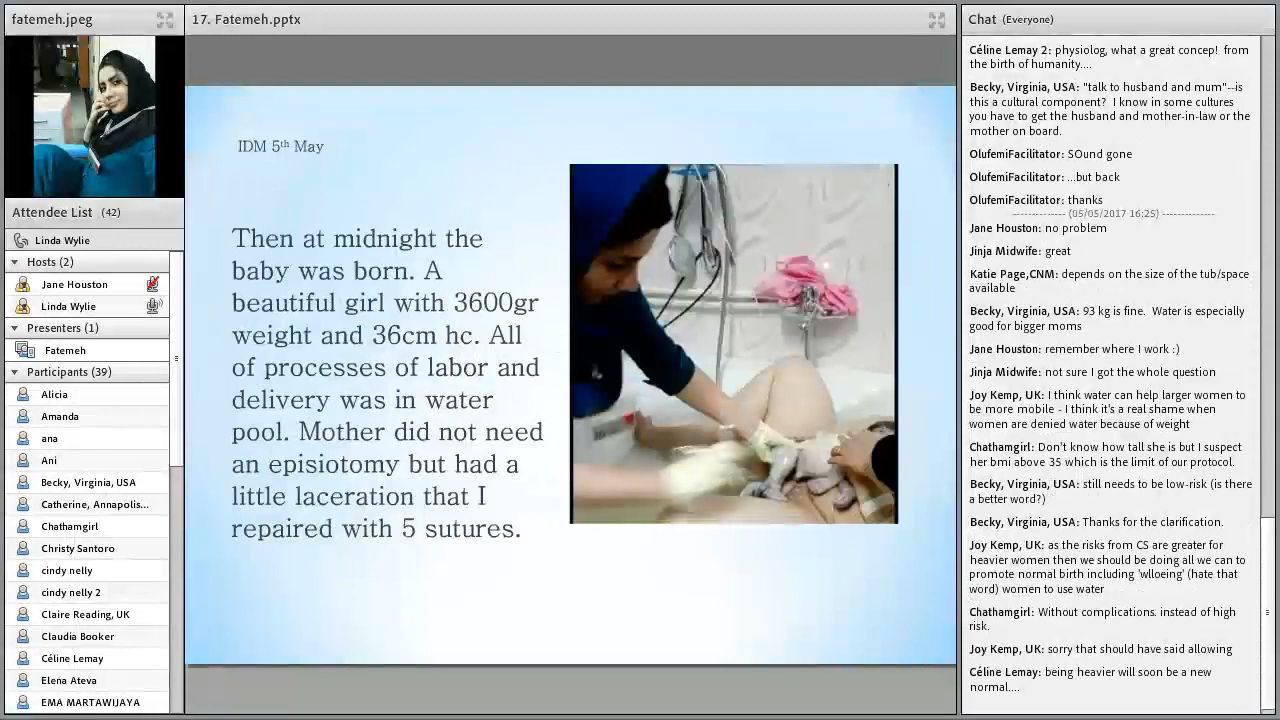 fatemeh.jpeg
Attendee List (42)
Linda Wylie
Hosts (2)
Jane Houston
Linda Wylie
Presenters (1)
Fatemeh
Participants (39)
Alicia
Amanda
ana
Ani
Becky, Virginia, USA
Catherine, Annapolis...
Chathamgirl
Christy Santoro
cindy nelly
cindy nelly 2
Claire Reading, UK
Claudia Booker
Céline Lemay
Elena Ateva
EMA MARTAWIJAYA
17. Fatemeh.pptx
IDM 5th May
Then at midnight the
baby was born. A
beautiful girl with 3600gr
weight and 36cm hc. All
of processes of labor and
delivery was in water
pool. Mother did not need
an episiotomy but had a
little laceration that I
repaired with 5 sutures.
Chat (Everyone)
Céline Lemay 2: physiolog, what a great concep! from
the birth of humanity....
Becky, Virginia, USA: "talk to husband and mum"--is
this a cultural component? I know in some cultures
you have to get the husband and mother-in-law or the
mother on board.
OlufemiFacilitator: SOund gone
OlufemiFacilitator: ...but back
OlufemiFacilitator: thanks
-------------- (05/05/2017 16:25) --------------
Jane Houston: no problem
Jinja Midwife: great
Katie Page,CNM: depends on the size of the tub/space
available
Becky, Virginia, USA: 93 kg is fine. Water is especially
good for bigger moms
Jane Houston: remember where I work :)
Jinja Midwife: not sure I got the whole question
Joy Kemp, UK: I think water can help larger women to
be more mobile - I think it's a real shame when
women are denied water because of weight
Chathamgirl: Don't know how tall she is but I suspect
her bmi above 35 which is the limit of our protocol.
Becky, Virginia, USA: still needs to be low-risk (is there
a better word?)
Becky, Virginia, USA: Thanks for the clarification.
Joy Kemp, UK: as the risks from CS are greater for
heavier women then we should be doing all we can to
promote normal birth including 'wlloeing' (hate that
word) women to use water
Chathamgirl: Without complications. instead of high
risk.
Joy Kemp, UK: sorry that should have said allowing
Céline Lemay: being heavier will soon be a new
normal....